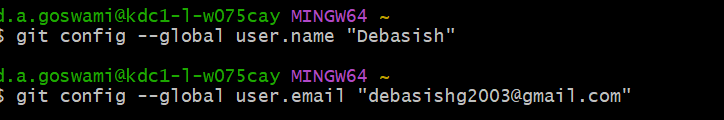 d.a.goswami@kdc1-l-w075cay MINGW64 ~
$ git config --global user.name "Debasish"
d.a.goswami@kdc1-l-w075cay MINGW64 ~
$ git config --global user.email "debasishg2003@gmail.com"